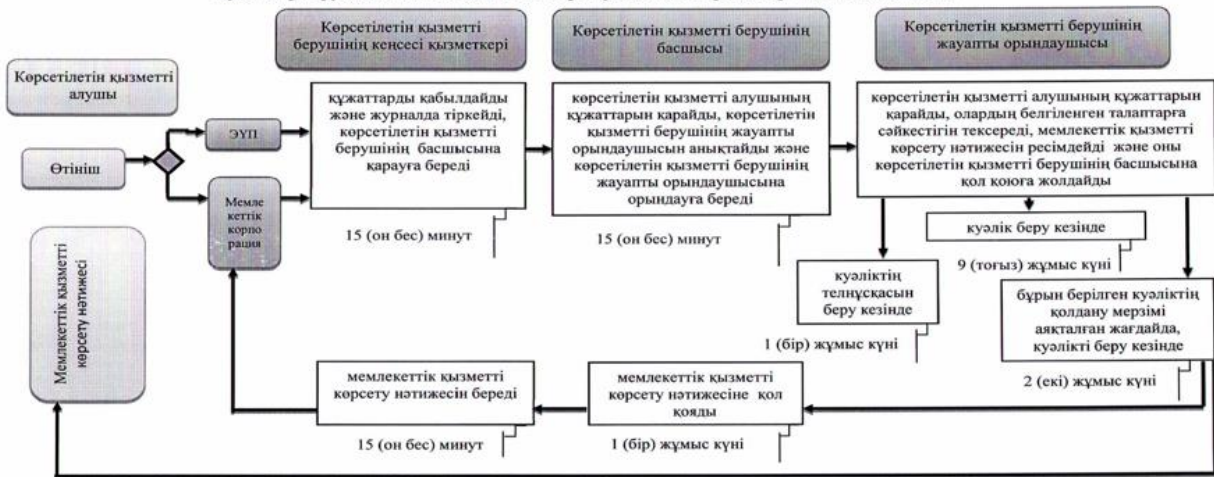 Көрсетілетін қызметті
берушінің кеңсесі қызметкері
Көрсетілетін қызметті берушінің
басшысы
Көрсетілетін қызметті берушінің
жауапты орындаушысы
Көрсетілетін қызметті
алушы
Өтініш
ЭҮП
Мемле
кеттік
корпо
рация
құжаттарды қабылдайды
және журналда тіркейді,
көрсетілетін қызметті
берушінің басшысына
қарауға береді
15 (он бес) минут
көрсетілетін қызметті алушының
құжаттарын қарайды, көрсетілетін
қызметті берушінің жауапты
орындаушысын анықтайды және
көрсетілетін қызметті берушінің
жауапты орындаушысына
орындауға береді
15 (он бес) минут
көрсетілетін қызметті алушының құжаттарын
қарайды, олардың белгіленген талаптарға
сәйкестігін тексереді, мемлекеттік қызметті
көрсету нәтижесін ресімдейді және оны
көрсетілетін қызметті берушінің басшысына
қол қоюға жолдайды
куәлік беру кезінде
9 (тоғыз) жұмыс күні
куәліктің
телнұсқасын
беру кезінде
1 (бір) жұмыс күні
бұрын берілген куәліктің
қолдану мерзімі
аяқталған жағдайда,
куәлікті беру кезінде
2 (екі) жұмыс күні
мемлекеттік қызметті
көрсету нәтижесіне қол
қояды
1 (бір) жұмыс күні
мемлекеттік қызметті
көрсету нәтижесін береді
15 (он бес) минут
Мемлекеттік қызметті
көрсету нәтижесі